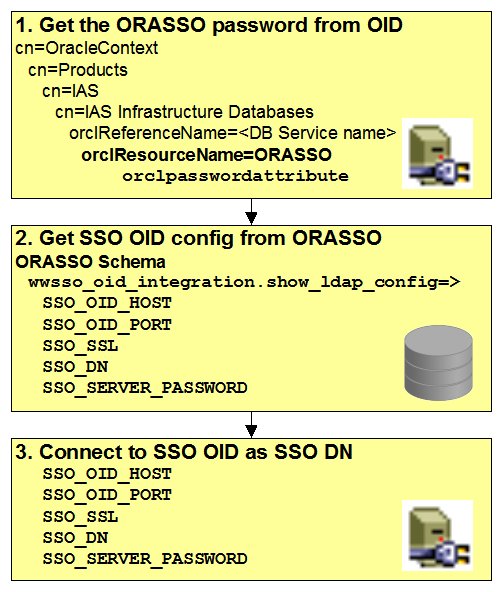 1. Get the ORASSO password from OID
cn=OracleContext
cn=Products
cn=IAS
cn=IAS Infrastructure Databases
orclReferenceName=<DB Service name>
orclResourceName=ORASSO
orclpasswordattribute
2. Get SSO OID config from ORASSO
ORASSO Schema
wwsso_oid_integration.show_ldap_config=>
SSO_OID_HOST
SSO_OID_PORT
SSO_SSL
SSO_DN
SSO_SERVER_PASSWORD
3. Connect to SSO OID as SSO DN
SSO_OID_HOST
SSO_OID_PORT
SSO_SSL
SSO_DN
SSO_SERVER_PASSWORD